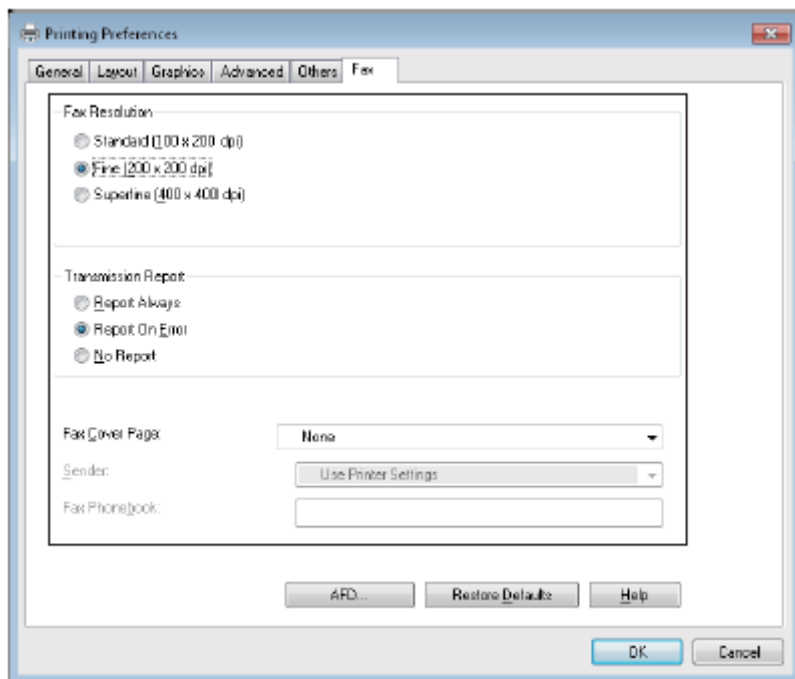 Printing Preferences
General Layout Graphics Advanced Others Fax
Fax Resolution
Standard (100 x 200 dpi)
Fine (200 x 200 dpi)
Superfine (400 x 400 dpi)
Transmission Report
Report Always
Report On Error
No Report
Fax Cover Page: None
Sender: Use Printer Settings
Fax Phonebook:
AFD... Restore Defaults Help
OK Cancel